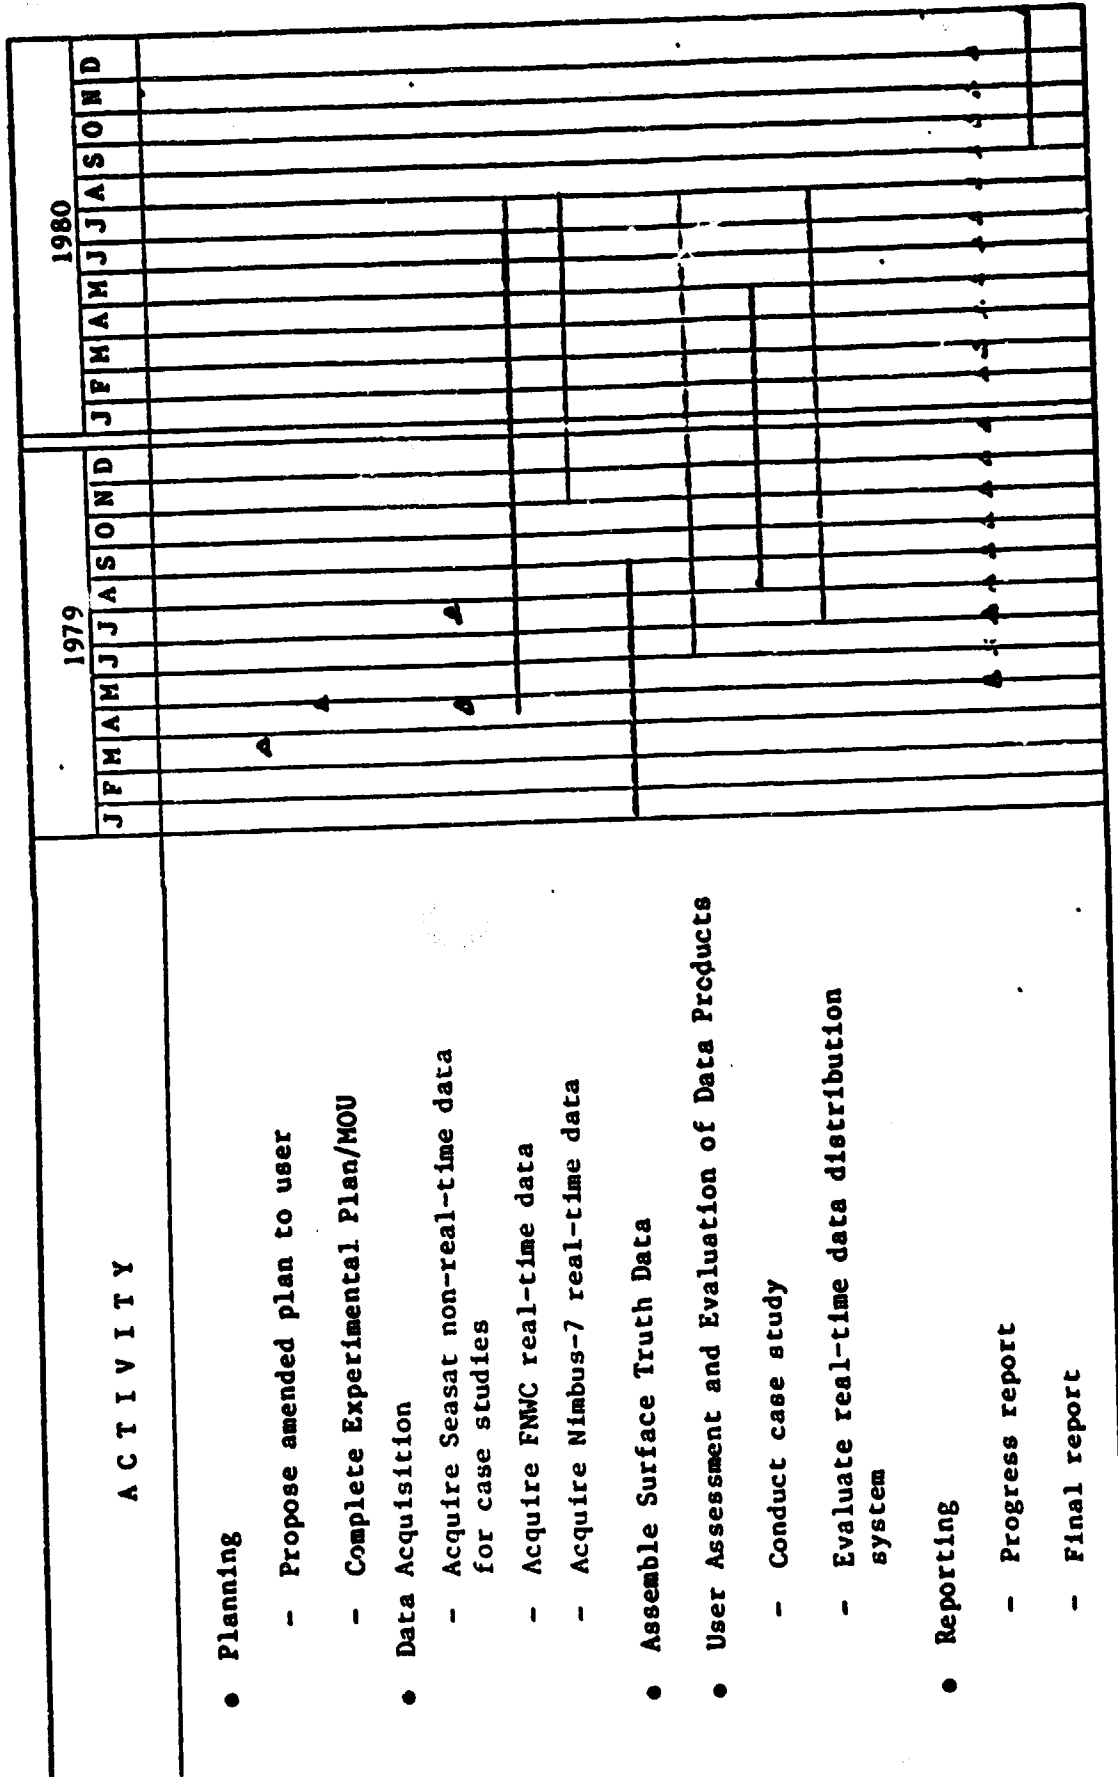 ACTIVITY
1979
1980
J F M A M J J A S O N D
J F M A M J J A S O N D
• Planning
- Propose amended plan to user
- Complete Experimental Plan/MOU
• Data Acquisition
- Acquire Seasat non-real-time data
for case studies
- Acquire FNWC real-time data
- Acquire Nimbus-7 real-time data
• Assemble Surface Truth Data
• User Assessment and Evaluation of Data Products
- Conduct case study
- Evaluate real-time data distribution
system
• Reporting
- Progress report
- Final report